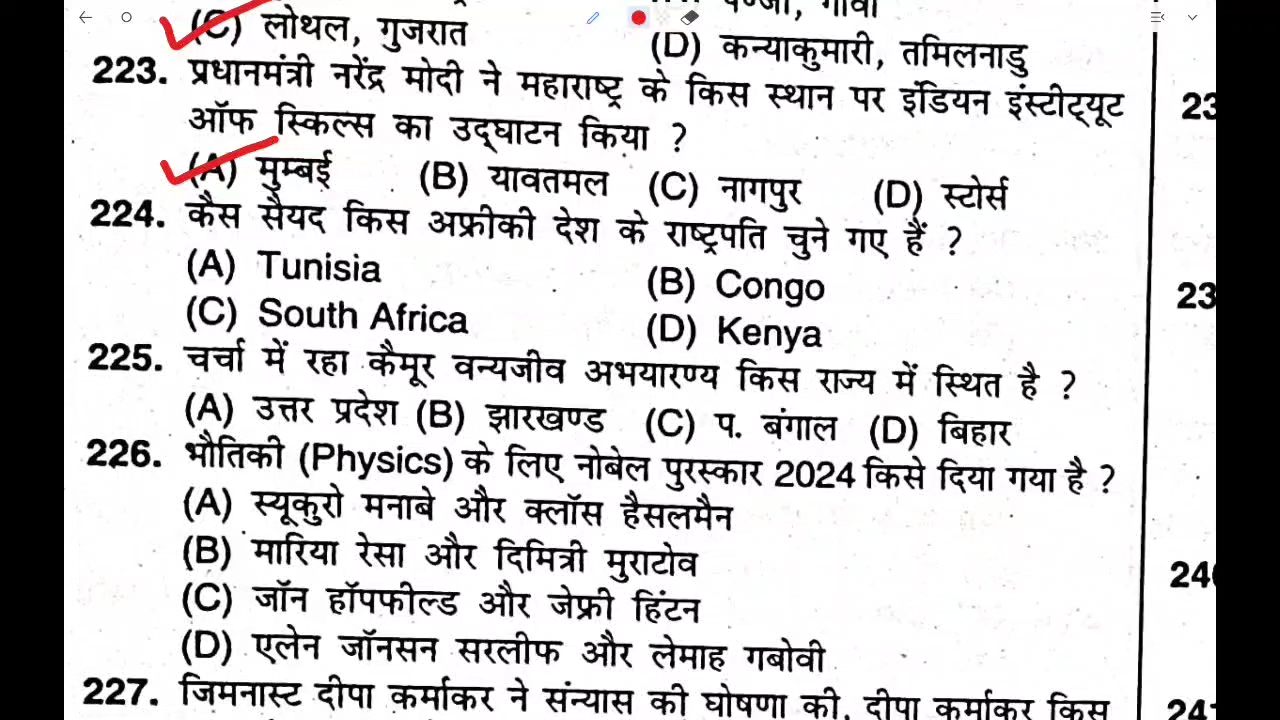 (C) लोथल, गुजरात
(D) कन्याकुमारी, तमिलनाडु
223. प्रधानमंत्री नरेंद्र मोदी ने महाराष्ट्र के किस स्थान पर इंडियन इंस्टीट्यूट
ऑफ स्किल्स का उद्घाटन किया ?
(A) मुम्बई (B) यावतमल (C) नागपुर (D) स्टोर्स
224. कैस सैयद किस अफ्रीकी देश के राष्ट्रपति चुने गए हैं ?
(A) Tunisia (B) Congo
(C) South Africa (D) Kenya
225. चर्चा में रहा कैमूर वन्यजीव अभयारण्य किस राज्य में स्थित है ?
(A) उत्तर प्रदेश (B) झारखण्ड (C) प. बंगाल (D) बिहार
226. भौतिकी (Physics) के लिए नोबेल पुरस्कार 2024 किसे दिया गया है ?
(A) स्यूकुरो मनाबे और क्लॉस हैसलमैन
(B) मारिया रेसा और दिमित्री मुराटोव
(C) जॉन हॉपफील्ड और जेफ्री हिंटन
(D) एलेन जॉनसन सरलीफ और लेमाह गबोवी
227. जिमनास्ट दीपा कर्माकर ने संन्यास की घोषणा की, दीपा कर्माकर किस